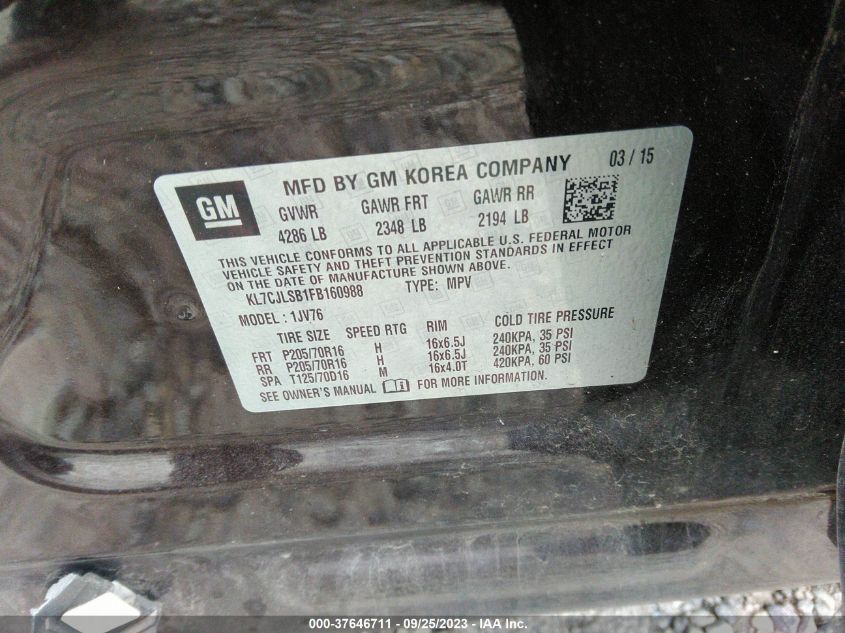 GM
MFD BY GM KOREA COMPANY 03 / 15
GVWR GAWR FRT GAWR RR
4286 LB 2348 LB 2194 LB
THIS VEHICLE CONFORMS TO ALL APPLICABLE U.S. FEDERAL MOTOR
VEHICLE SAFETY AND THEFT PREVENTION STANDARDS IN EFFECT
ON THE DATE OF MANUFACTURE SHOWN ABOVE.
KL7CJLSB1FB160988 TYPE: MPV
MODEL : 1JV76
TIRE SIZE SPEED RTG RIM COLD TIRE PRESSURE
FRT P205/70R16 H 16x6.5J 240KPA, 35 PSI
RR P205/70R16 H 16x6.5J 240KPA, 35 PSI
SPA T125/70D16 M 16x4.0T 420KPA, 60 PSI
SEE OWNER'S MANUAL FOR MORE INFORMATION.
000-37646711 - 09/25/2023 - IAA Inc.